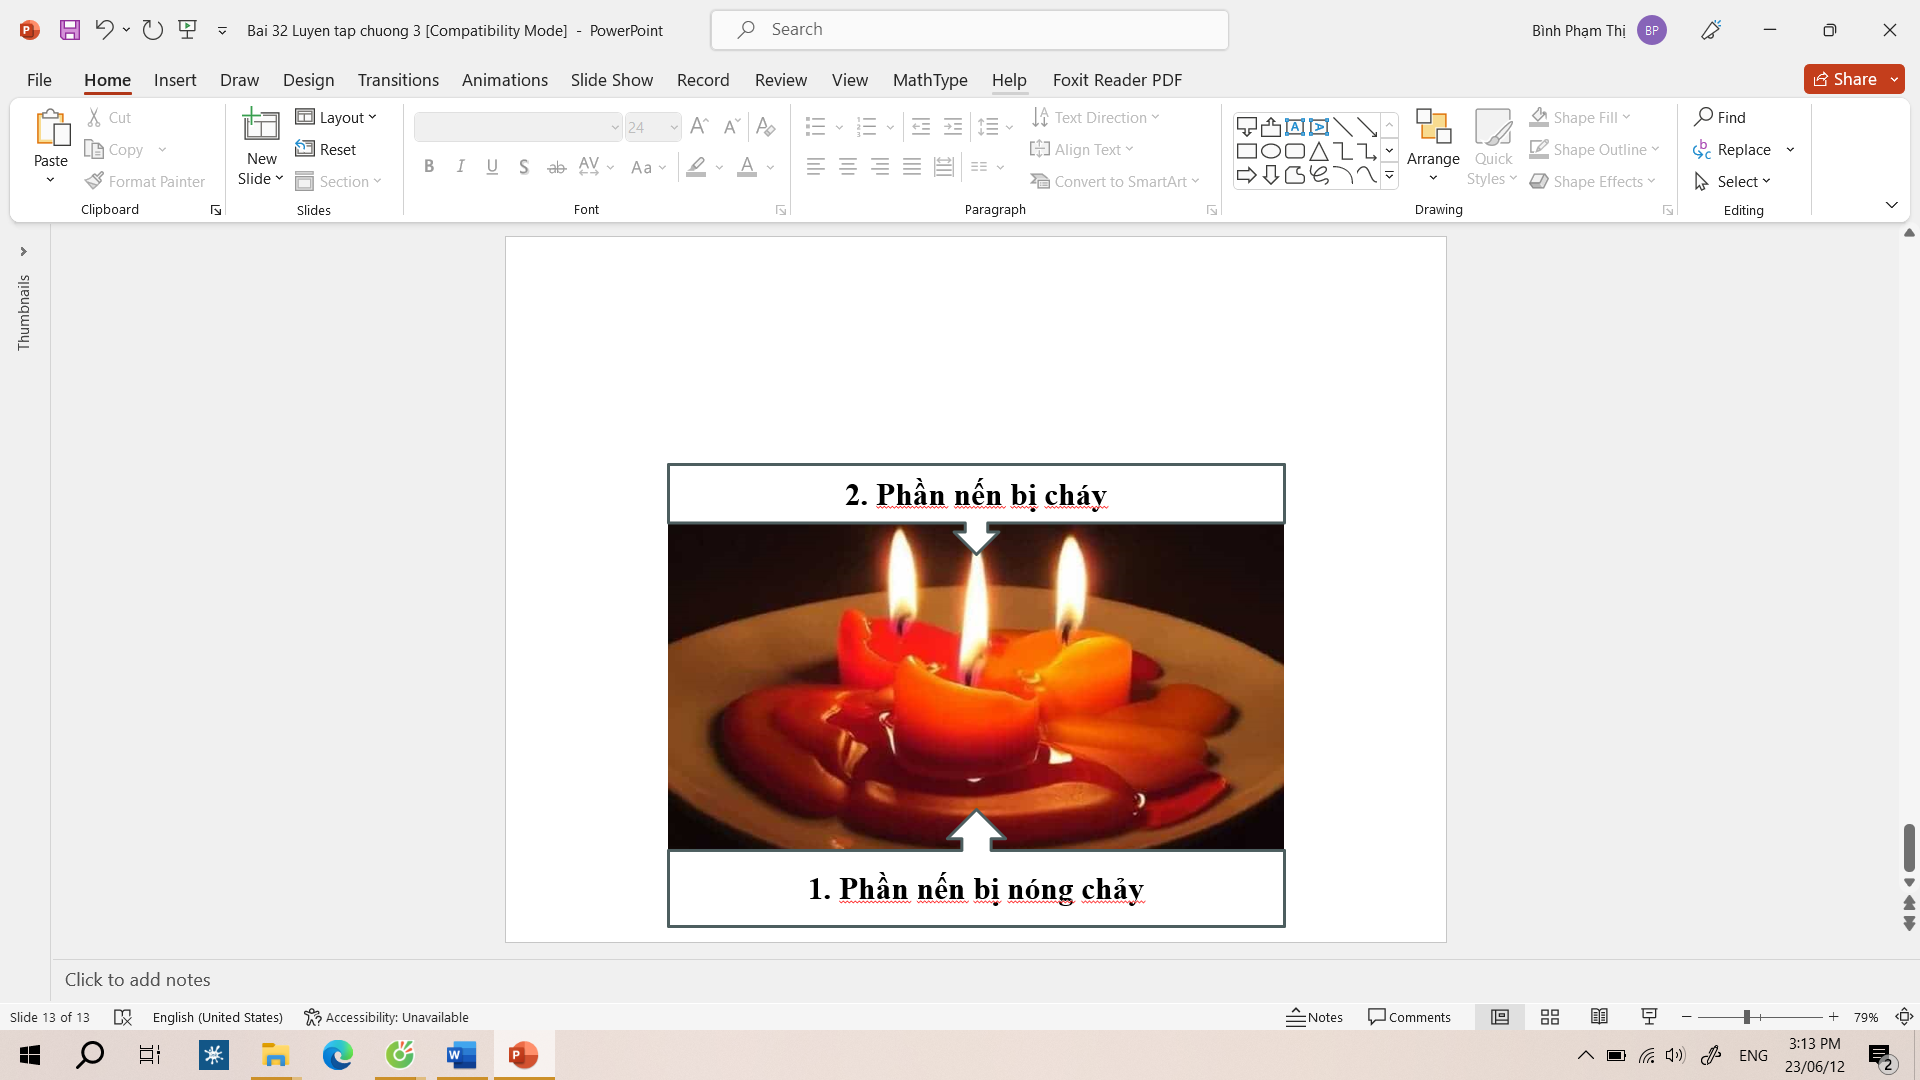 Bai 32 Luyen tap chuong 3 [Compatibility Mode] - PowerPoint
Search
Bình Phạm Thị
BP
File Home Insert Draw Design Transitions Animations Slide Show Record Review View MathType Help Foxit Reader PDF
Share
Paste
Cut
Copy
Format Painter
Clipboard
New Slide
Layout
Reset
Section
Slides
24
Font
Text Direction
Align Text
Convert to SmartArt
Paragraph
Arrange
Quick Styles
Shape Fill
Shape Outline
Shape Effects
Drawing
Find
Replace
Select
Editing
Thumbnails
2. Phần nến bị cháy
1. Phần nến bị nóng chảy
Click to add notes
Slide 13 of 13 English (United States) Accessibility: Unavailable Notes Comments 79%
ENG
3:13 PM
23/06/12
2